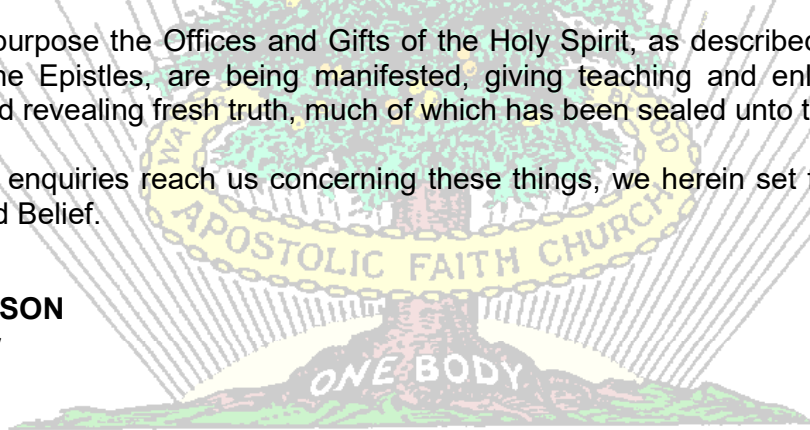 purpose the Offices and Gifts of the Holy Spirit, as described
Epistles, are being manifested, giving teaching and
revealing fresh truth, much of which has been sealed unto
enquiries reach us concerning these things, we herein set
Belief.
SON
APOSTOLIC FAITH CHURCH
ONE BODY